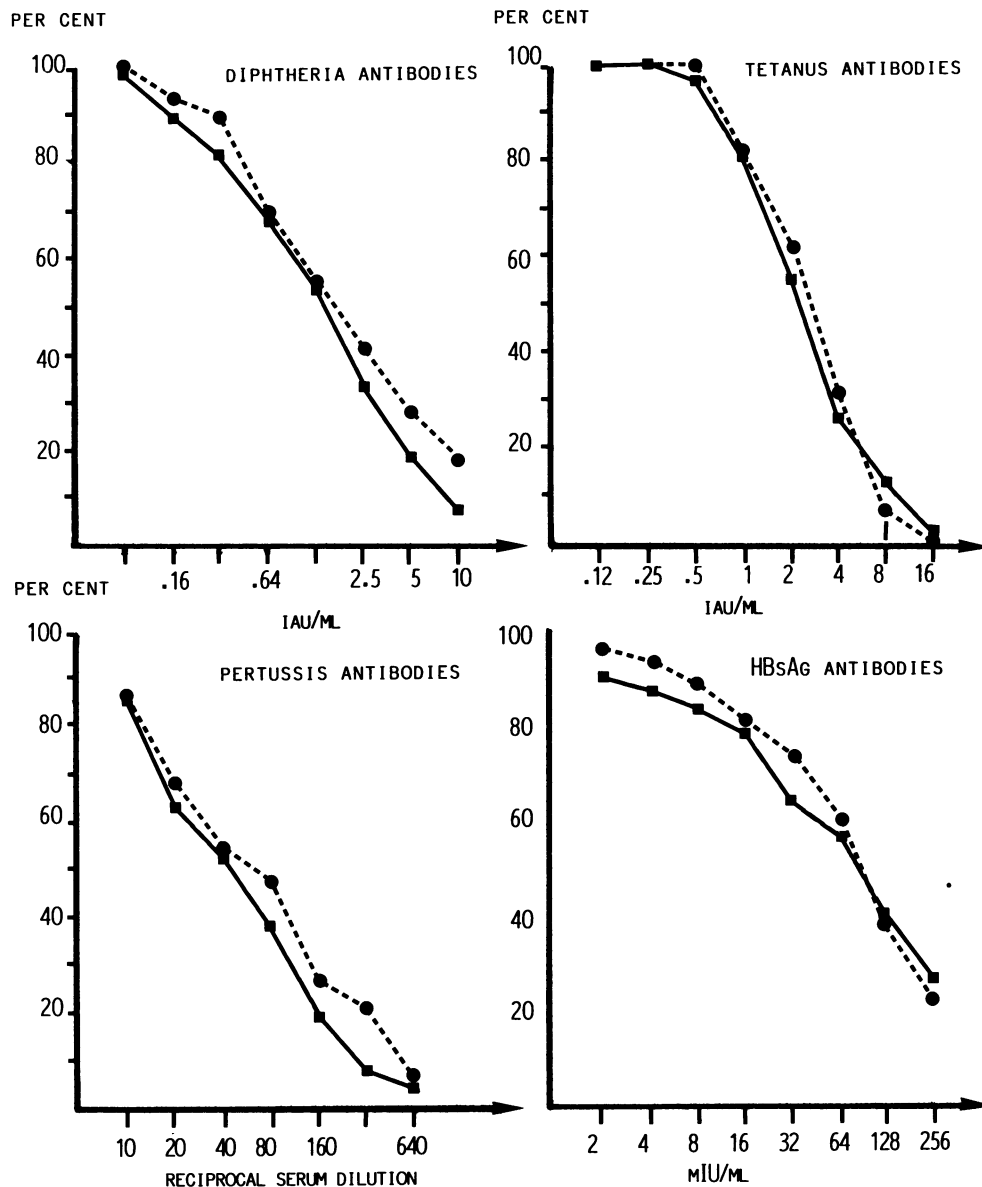 PER CENT
DIPHTHERIA ANTIBODIES
100
80
60
40
20
.16 .64 2.5 5 10
IAU/ML
PER CENT
TETANUS ANTIBODIES
100
80
60
40
20
.12 .25 .5 1 2 4 8 16
IAU/ML
PER CENT
PERTUSSIS ANTIBODIES
100
80
60
40
20
10 20 40 80 160 640
RECIPROCAL SERUM DILUTION
HBsAg ANTIBODIES
100
80
60
40
20
2 4 8 16 32 64 128 256
MIU/ML